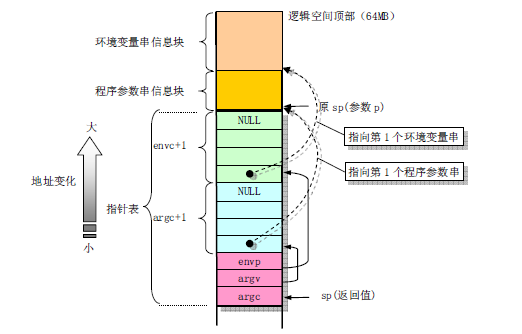 逻辑空间顶部（64MB）
环境变量串信息块
程序参数串信息块
原 sp(参数 p)
大
NULL
envc+1
指向第 1 个环境变量串
指向第 1 个程序参数串
地址变化
NULL
指针表
argc+1
小
envp
argv
argc
sp(返回值)